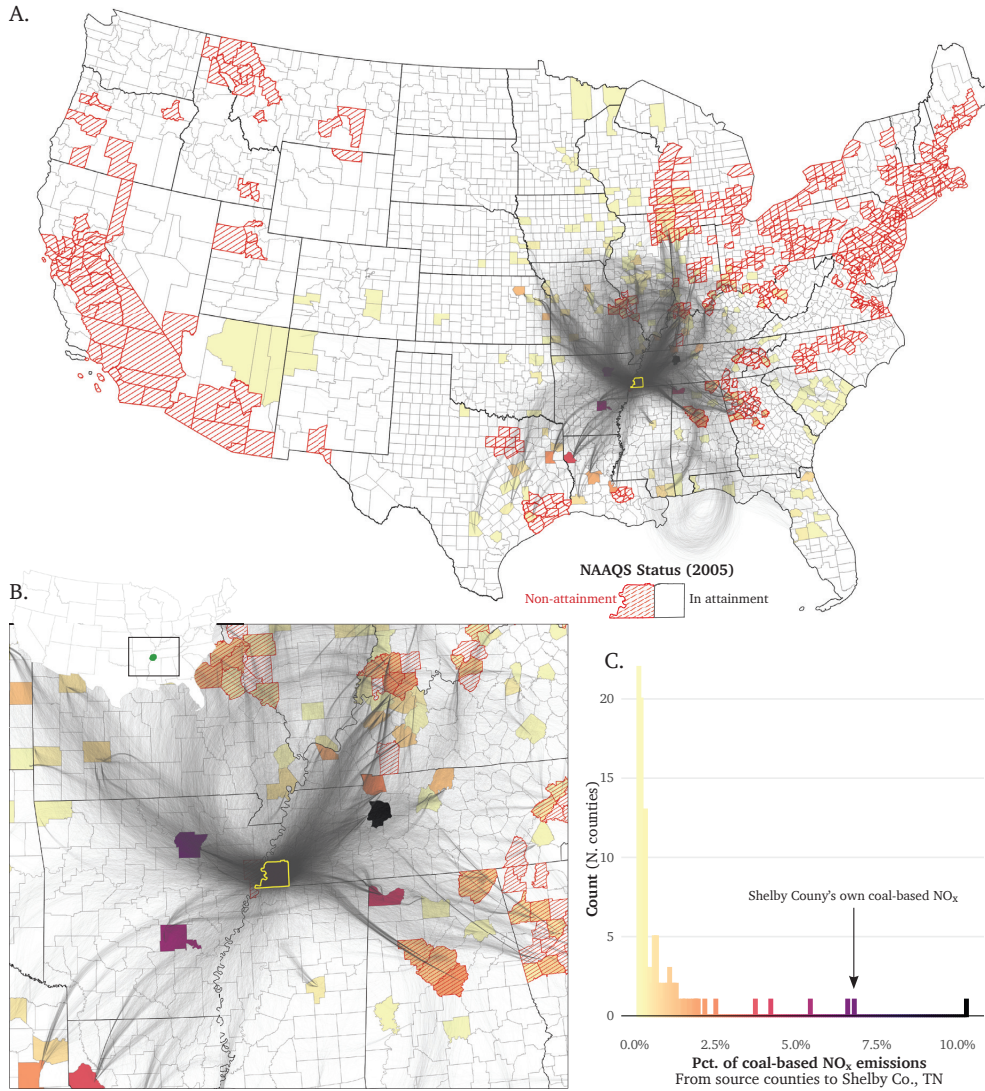 A.
NAAQS Status (2005)
Non-attainment
In attainment
B.
C.
Count (N. counties)
20
15
10
5
0
Shelby Couny's own coal-based NOₓ
0.0%
2.5%
5.0%
7.5%
10.0%
Pct. of coal-based NOₓ emissions
From source counties to Shelby Co., TN